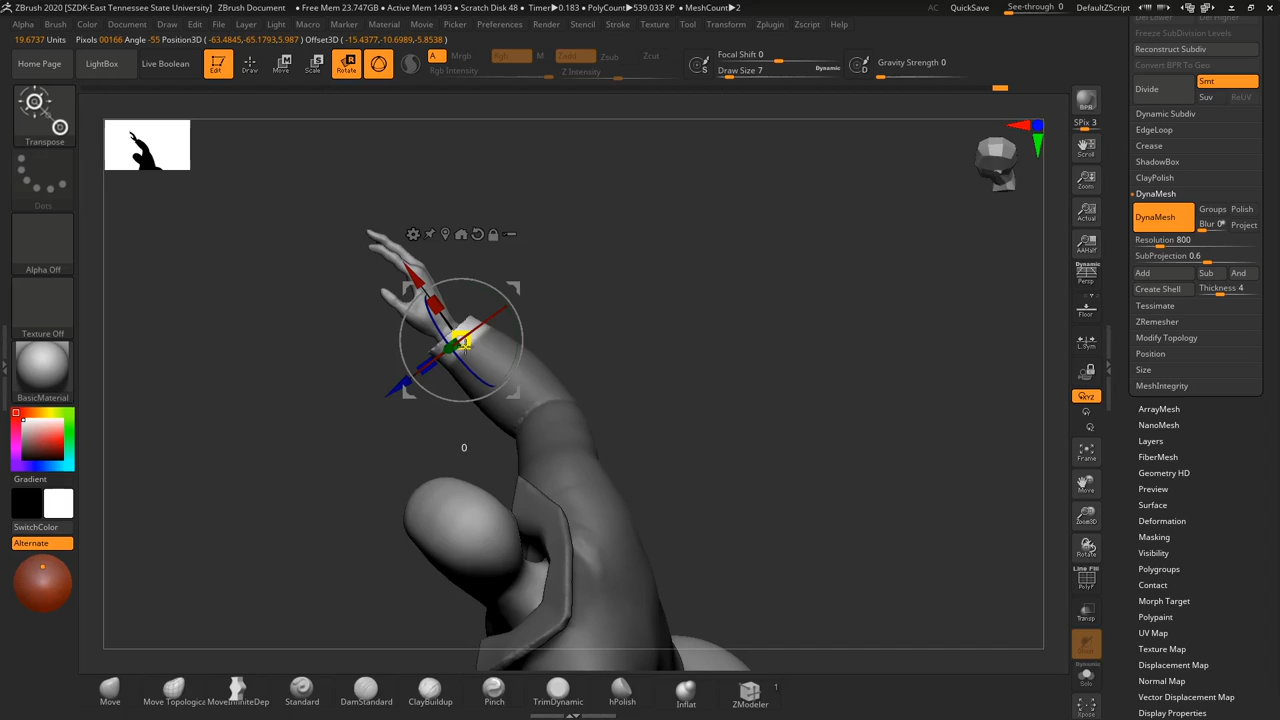 ZBrush 2020 (SZDK-East Tennessee State University) ZBrush Document • Free Mem 23.747GB • Active Mem 1493 • Scratch Disk 48 • Timer▶0.183 • PolyCount▶539.033 KP • MeshCount▶2 AC QuickSave See-through 0 Menus DefaultZScript
Alpha Brush Color Document Draw Edit File Layer Light Macro Marker Material Movie Picker Preferences Render Stencil Stroke Texture Tool Transform Zplugin Zscript Help
19.6737 Units Pixols 00166 Angle -55 Position3D ( -63.4845,-65.1793,5.987 ) Offset3D ( -15.4377,-10.6989,-5.8538 )
Home Page
LightBox
Live Boolean
Edit
Draw
Move
Scale
Rotate
A
Mrgb
Rgb
M
Rgb Intensity
Zadd
Zsub
Zcut
Z Intensity
S
Focal Shift 0
Draw Size 7
Dynamic
D
Gravity Strength 0
Transpose
Dots
Alpha Off
Texture Off
BasicMaterial
Gradient
SwitchColor
Alternate
0
BPR
SPix 3
Scroll
Zoom
Actual
AAHalf
Dynamic
Persp
Floor
L.Sym
XYZ
Frame
Move
Zoom3D
Rotate
Line Fill
PolyF
Transp
Ghost
Dynamic
Solo
Xpose
Del Lower Del Higher
Freeze SubDivision Levels
Reconstruct Subdiv
Convert BPR To Geo
Divide
Smt
Suv ReUV
Dynamic Subdiv
EdgeLoop
Crease
ShadowBox
ClayPolish
DynaMesh
DynaMesh
Groups Polish
Blur 0 Project
Resolution 800
SubProjection 0.6
Add Sub And
Create Shell Thickness 4
Tessimate
ZRemesher
Modify Topology
Position
Size
MeshIntegrity
ArrayMesh
NanoMesh
Layers
FiberMesh
Geometry HD
Preview
Surface
Deformation
Masking
Visibility
Polygroups
Contact
Morph Target
Polypaint
UV Map
Texture Map
Displacement Map
Normal Map
Vector Displacement Map
Display Properties
Move
Move Topologic
MoveInfiniteDep
Standard
DamStandard
ClayBuildup
Pinch
TrimDynamic
hPolish
Inflat
ZModeler
1